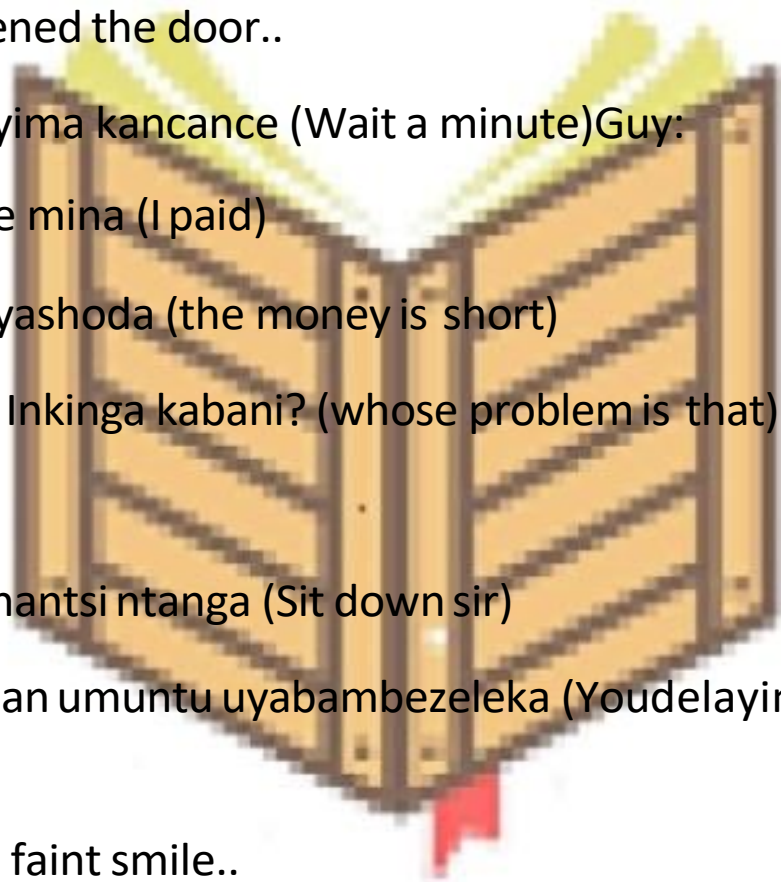 ened the door..
yima kancance (Wait a minute)Guy:
e mina (I paid)
yashoda (the money is short)
Inkinga kabani? (whose problem is that)
hantsi ntanga (Sit down sir)
an umuntu uyabambezeleka (Youdelayin
faint smile..